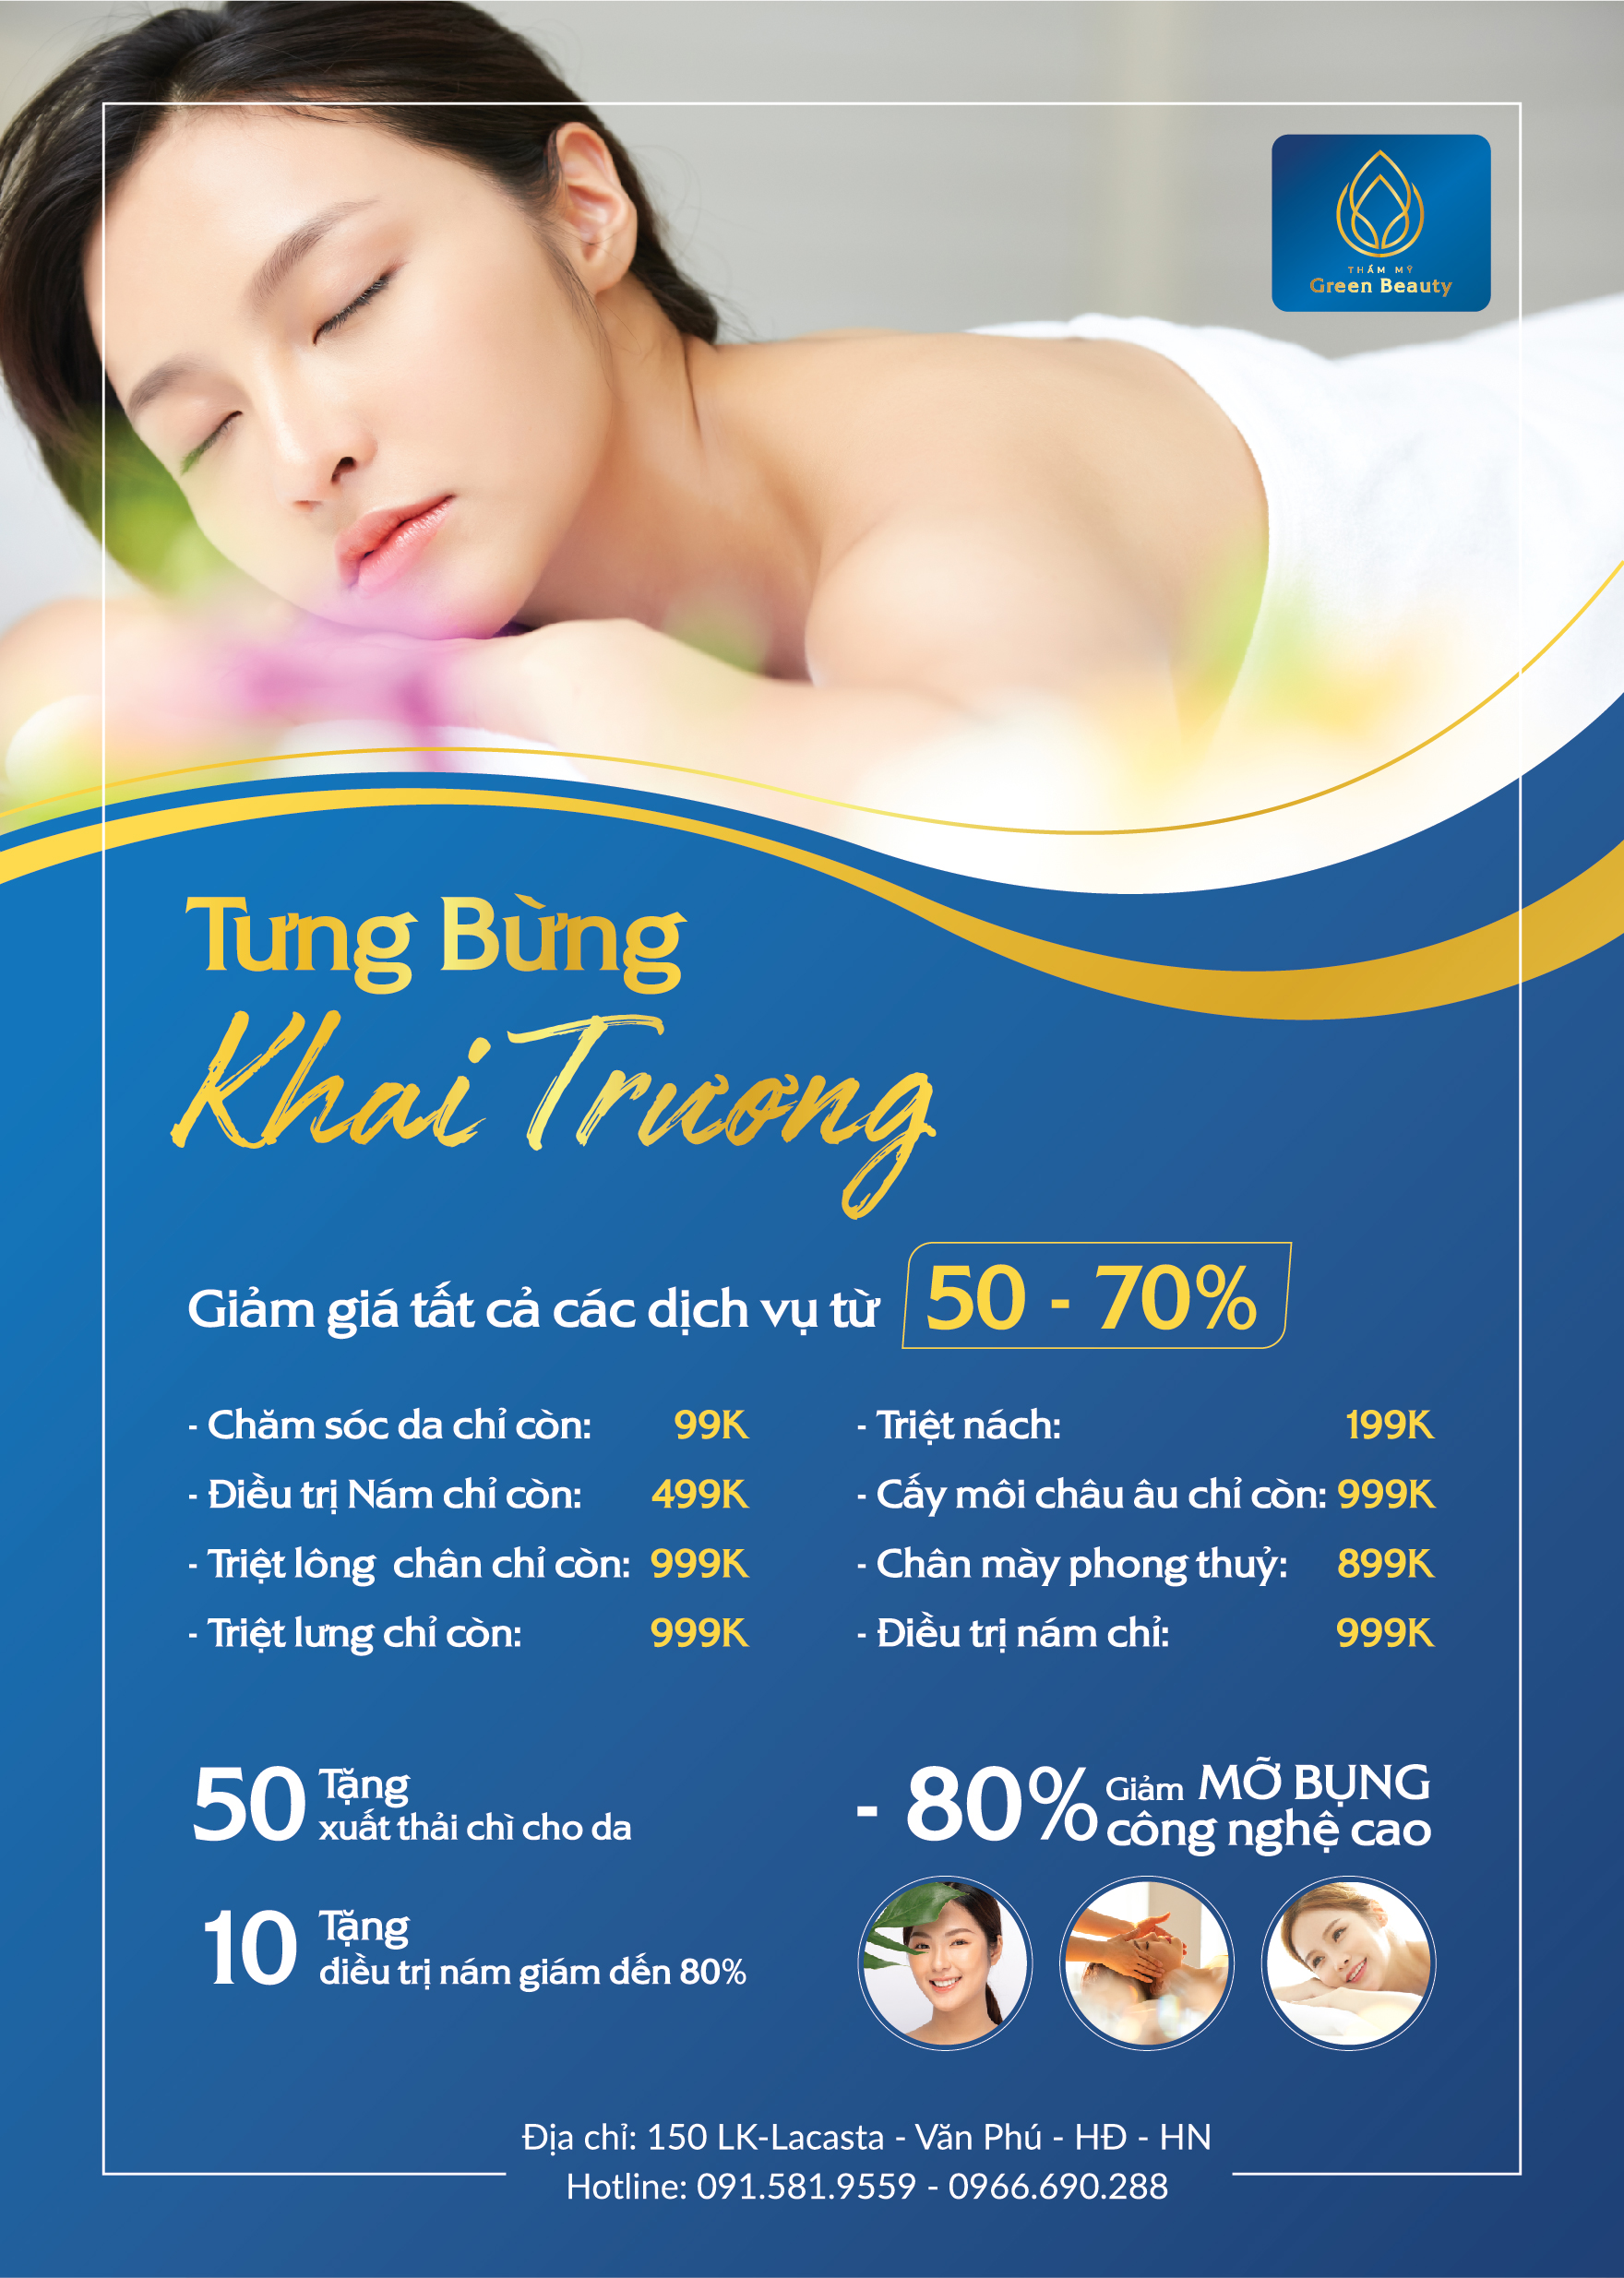 THẨM MỸ
Green Beauty
Tưng Bừng
Khai Trương
Giảm giá tất cả các dịch vụ từ 50 - 70%
- Chăm sóc da chỉ còn: 99K
- Điều trị Nám chỉ còn: 499K
- Triệt lông chân chỉ còn: 999K
- Triệt lưng chỉ còn: 999K
- Triệt nách: 199K
- Cấy môi châu âu chỉ còn: 999K
- Chân mày phong thuỷ: 899K
- Điều trị nám chỉ: 999K
50 Tặng
xuất thải chì cho da
10 Tặng
điều trị nám giám đến 80%
- 80% Giảm MỠ BỤNG
công nghệ cao
Địa chỉ: 150 LK-Lacasta - Văn Phú - HĐ - HN
Hotline: 091.581.9559 - 0966.690.288